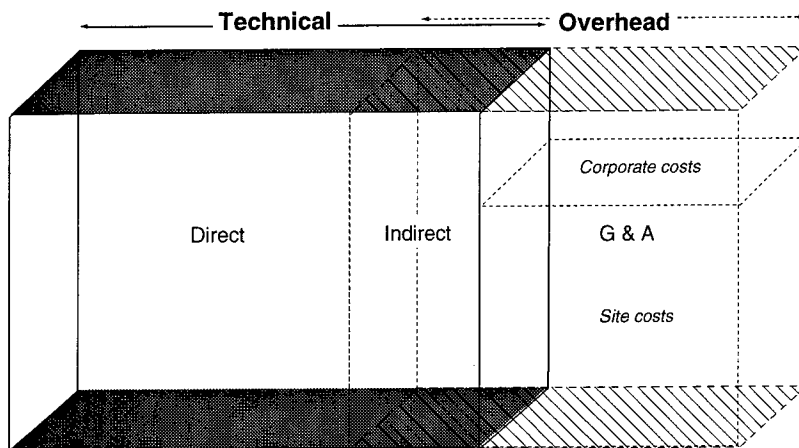 Technical Overhead
Corporate costs
Direct Indirect G & A
Site costs